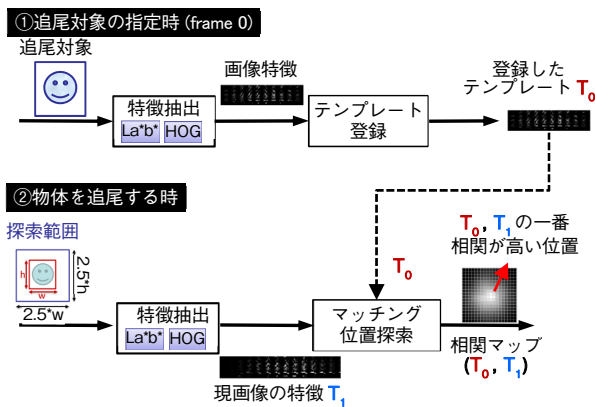 ①追尾対象の指定時 (frame 0)
追尾対象
画像特徴
登録した
テンプレート T0
特徴抽出
La*b* HOG
テンプレート
登録
②物体を追尾する時
探索範囲
h
w
2.5*h
2.5*w
特徴抽出
La*b* HOG
T0
マッチング
位置探索
T0, T1 の一番
相関が高い位置
相関マップ
(T0, T1)
現画像の特徴 T1